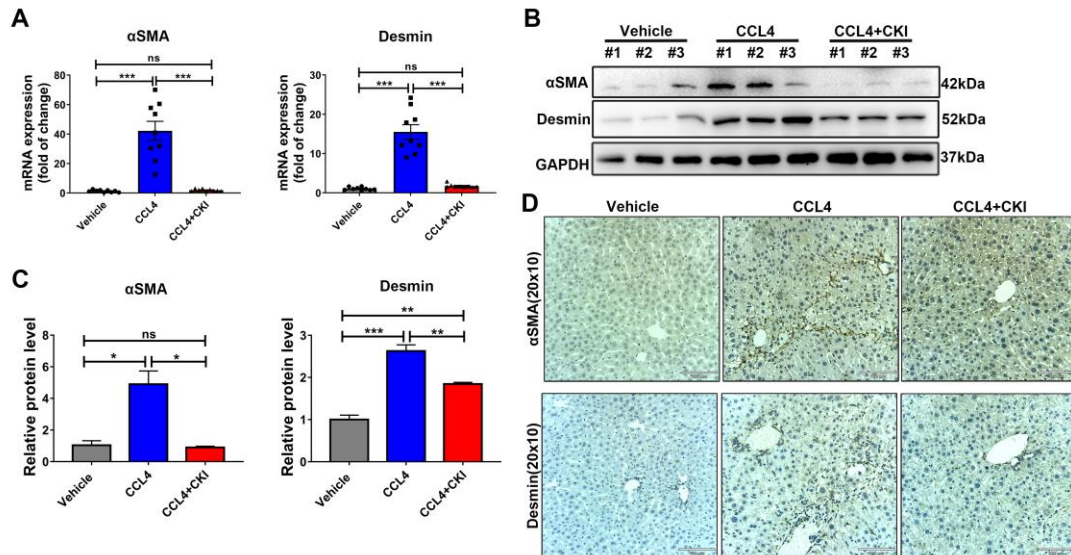 A
αSMA
ns
***
***
mRNA expression
(fold of change)
80
60
40
20
0
Vehicle
CCL4
CCL4+CKI
Desmin
ns
***
***
mRNA expression
(fold of change)
30
20
10
0
Vehicle
CCL4
CCL4+CKI
B
Vehicle CCL4 CCL4+CKI
#1 #2 #3 #1 #2 #3 #1 #2 #3
αSMA 42kDa
Desmin 52kDa
GAPDH 37kDa
C
αSMA
ns
*
*
Relative protein level
8
6
4
2
0
Vehicle
CCL4
CCL4+CKI
Desmin
**
***
**
Relative protein level
3
2
1
0
Vehicle
CCL4
CCL4+CKI
D
Vehicle CCL4 CCL4+CKI
αSMA(20x10)
Desmin(20x10)